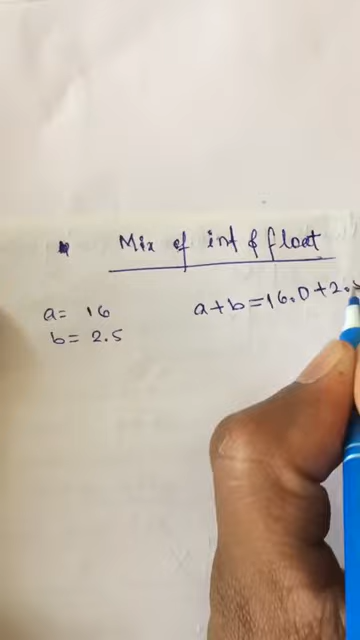 Mix of int & float
a = 16
b = 2.5
a+b = 16.0 + 2.